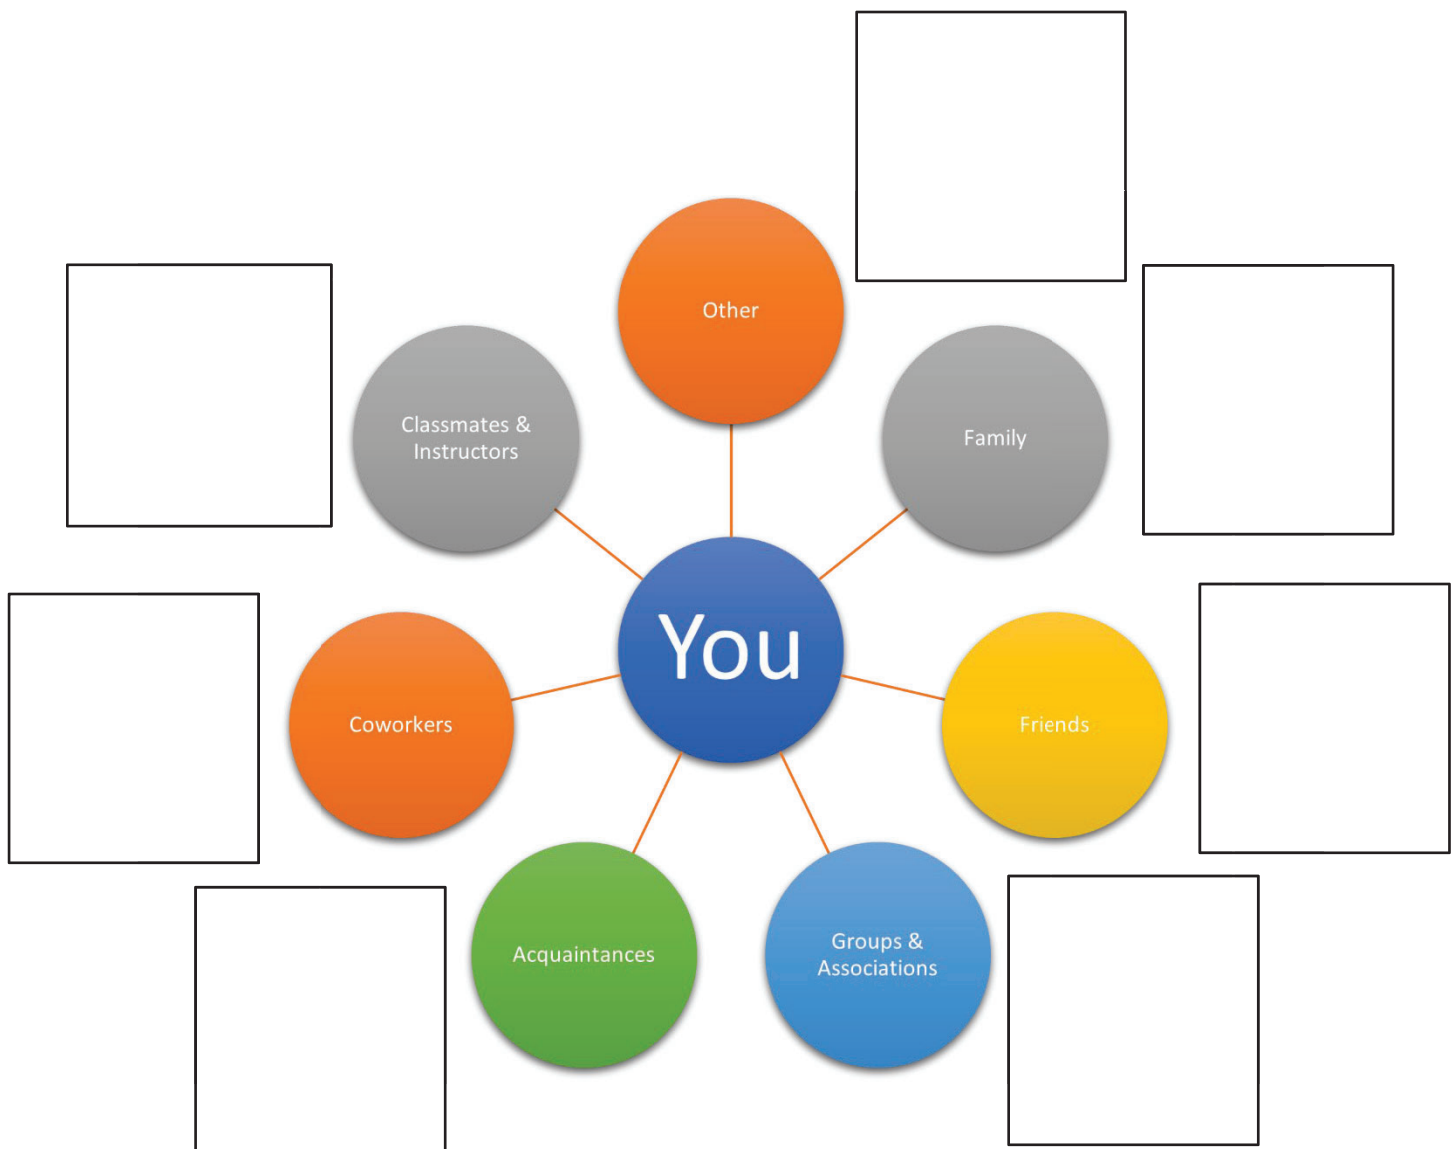 Other
Classmates &
Instructors
Family
You
Coworkers
Friends
Acquaintances
Groups &
Associations